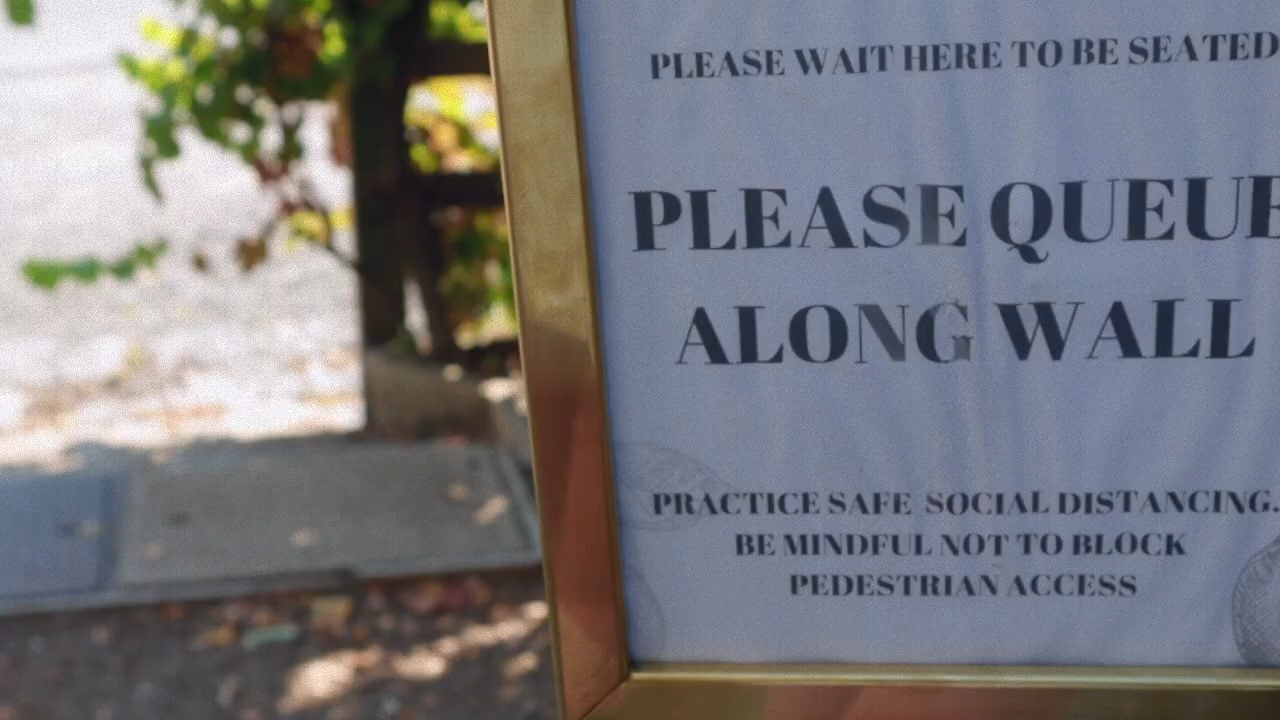 PLEASE WAIT HERE TO BE SEATED
PLEASE QUEUE
ALONG WALL
PRACTICE SAFE SOCIAL DISTANCING.
BE MINDFUL NOT TO BLOCK
PEDESTRIAN ACCESS